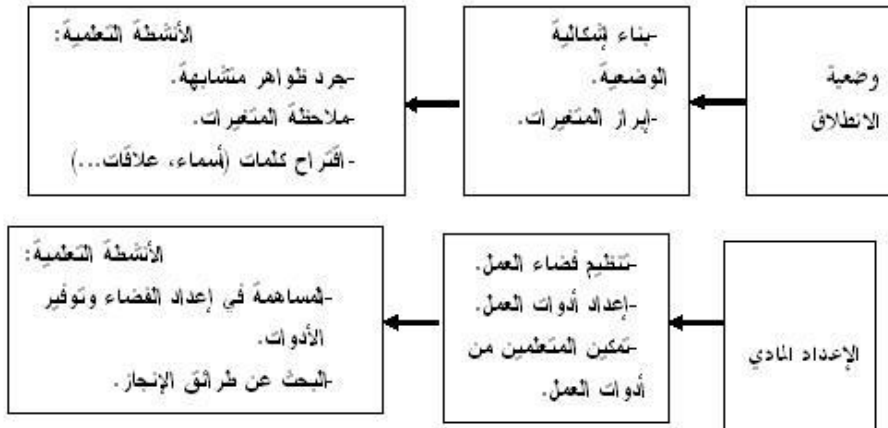 وضعية
الانطلاق
-بناء إشكالية
الوضعية.
-إبراز المتغيرات.
الأنشطة التعلمية:
-جرد ظواهر متشابهة.
-ملاحظة المتغيرات.
-اقتراح كلمات (أسماء، علاقات...)
الإعداد المادي
-تنظيم فضاء العمل.
-إعداد أدوات العمل.
-تمكين المتعلمين من
أدوات العمل.
الأنشطة التعلمية:
-المساهمة في إعداد الفضاء وتوفير
الأدوات.
-البحث عن طرائق الإنجاز.